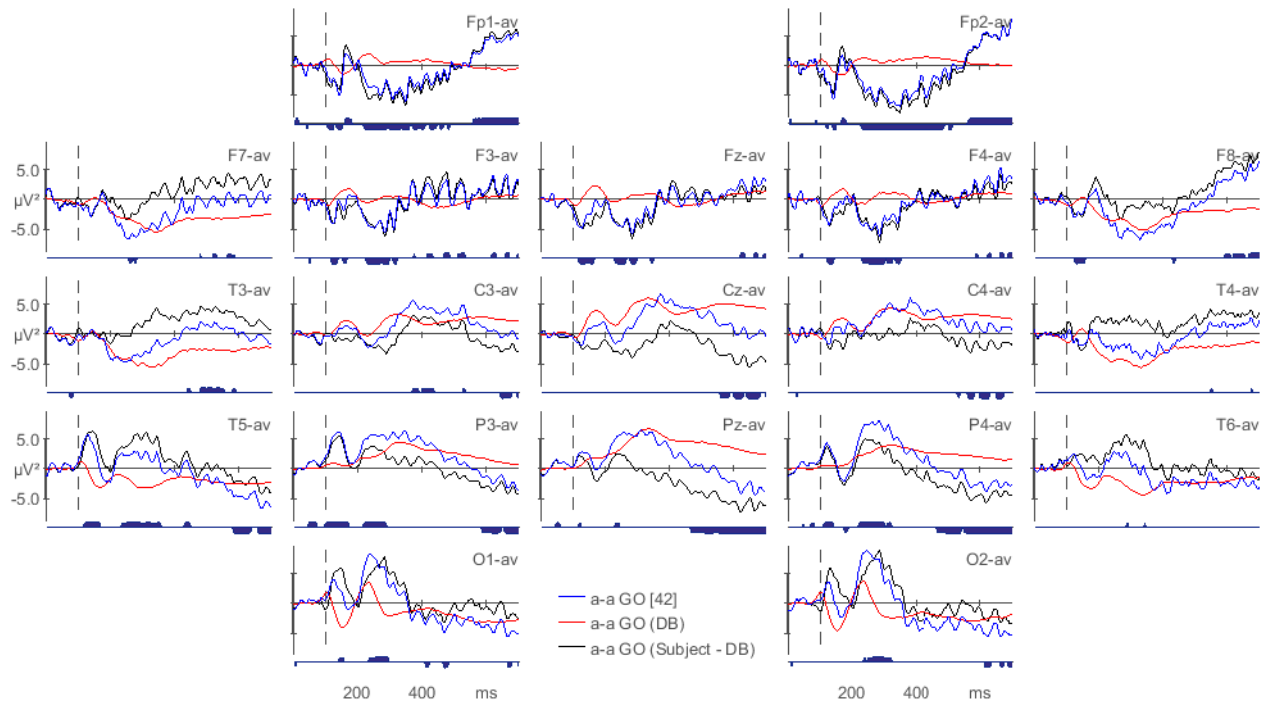 Fp1-av
Fp2-av
F7-av
F3-av
Fz-av
F4-av
F8-av
5.0
µV²
-5.0
T3-av
C3-av
Cz-av
C4-av
T4-av
5.0
µV²
-5.0
T5-av
P3-av
Pz-av
P4-av
T6-av
5.0
µV²
-5.0
O1-av
O2-av
a-a GO [42]
a-a GO (DB)
a-a GO (Subject - DB)
200 400 ms
200 400 ms